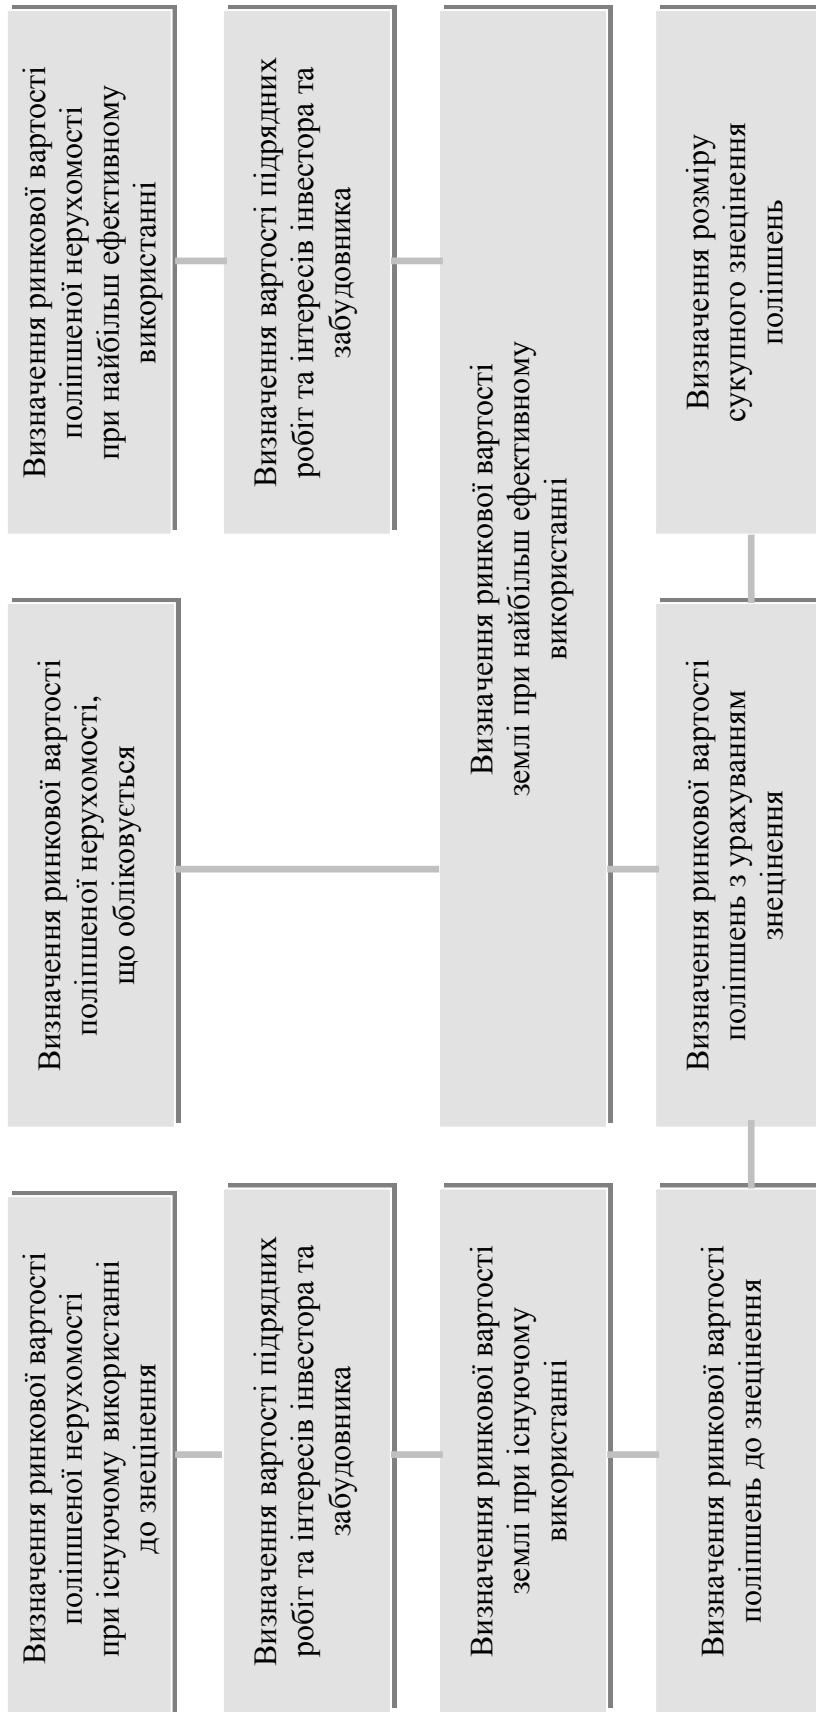 Визначення ринкової вартості
поліпшеної нерухомості
при існуючому використанні
до знецінення
Визначення ринкової вартості
поліпшеної нерухомості,
що обліковується
Визначення ринкової вартості
поліпшеної нерухомості
при найбільш ефективному
використанні
Визначення вартості підрядних
робіт та інтересів інвестора та
забудовника
Визначення вартості підрядних
робіт та інтересів інвестора та
забудовника
Визначення ринкової вартості
землі при існуючому
використанні
Визначення ринкової вартості
землі при найбільш ефективному
використанні
Визначення ринкової вартості
поліпшень до знецінення
Визначення ринкової вартості
поліпшень з урахуванням
знецінення
Визначення розміру
сукупного знецінення
поліпшень